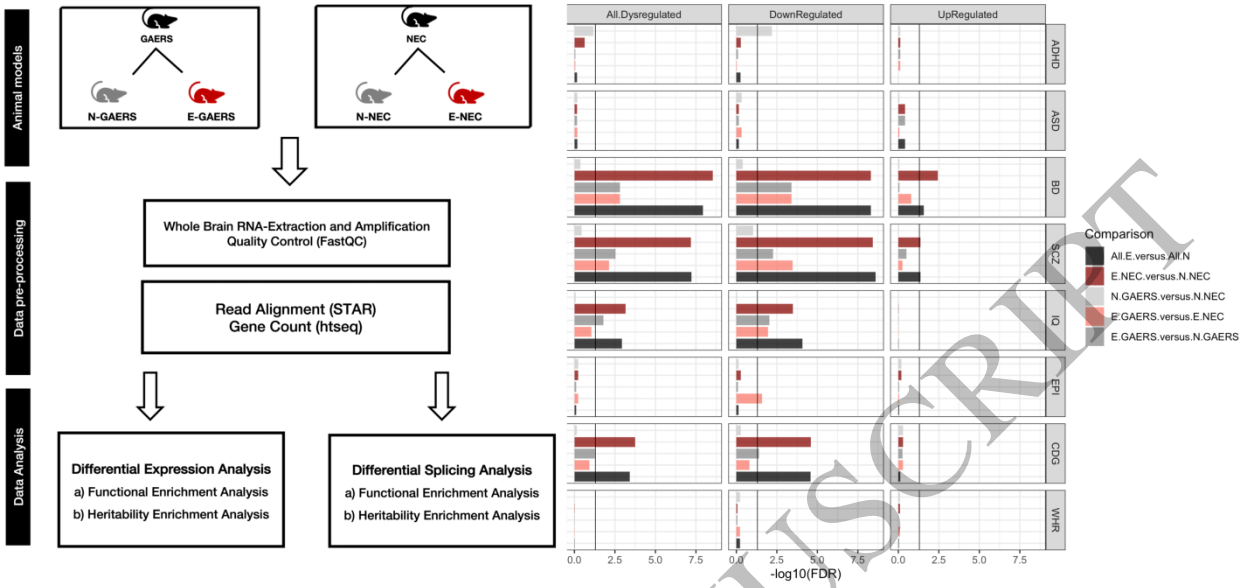 Animal models
GAERS
N-GAERS
E-GAERS
NEC
N-NEC
E-NEC
Data pre-processing
Whole Brain RNA-Extraction and Amplification
Quality Control (FastQC)
Read Alignment (STAR)
Gene Count (htseq)
Data Analysis
Differential Expression Analysis
a) Functional Enrichment Analysis
b) Heritability Enrichment Analysis
Differential Splicing Analysis
a) Functional Enrichment Analysis
b) Heritability Enrichment Analysis
All.Dysregulated
DownRegulated
UpRegulated
ADHD
ASD
BD
SCZ
IQ
EPI
CDG
WHR
0.0 2.5 5.0 7.5
0.0 2.5 5.0 7.5
0.0 2.5 5.0 7.5
-log10(FDR)
Comparison
All.E.versus.All.N
E.NEC.versus.N.NEC
N.GAERS.versus.N.NEC
E.GAERS.versus.E.NEC
E.GAERS.versus.N.GAERS
USCRIPT